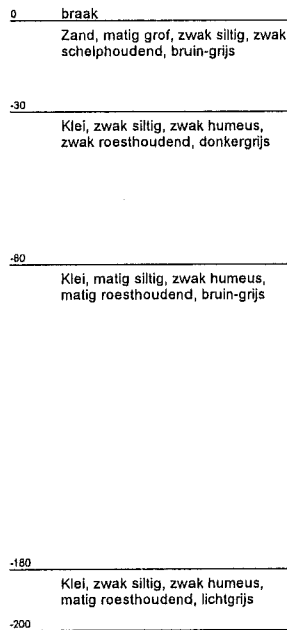 0 braak
Zand, matig grof, zwak siltig, zwak
schelphoudend, bruin-grijs
-30
Klei, zwak siltig, zwak humeus,
zwak roesthoudend, donkergrijs
-80
Klei, matig siltig, zwak humeus,
matig roesthoudend, bruin-grijs
-180
Klei, zwak siltig, zwak humeus,
matig roesthoudend, lichtgrijs
-200